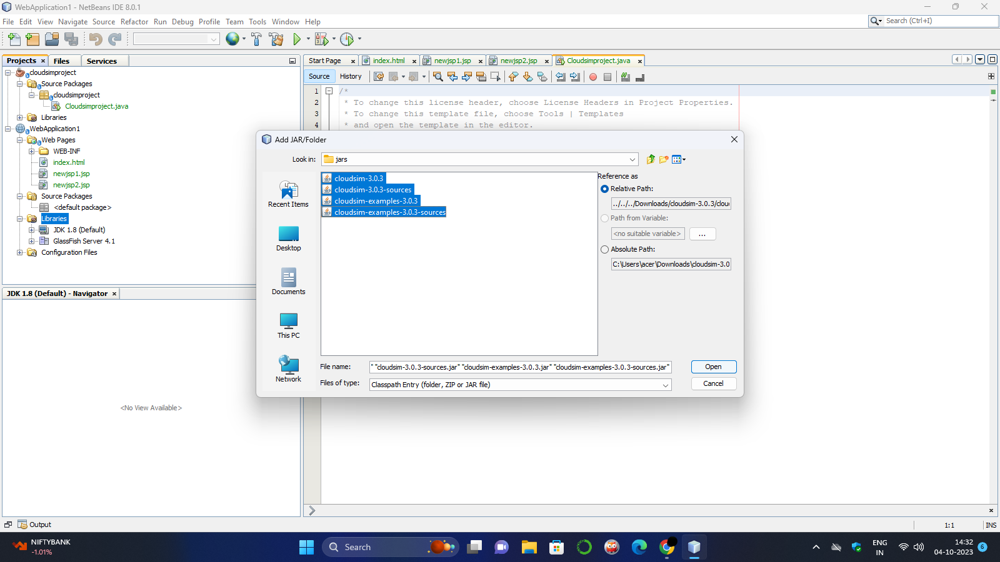 WebApplication1 - NetBeans IDE 8.0.1
File Edit View Navigate Source Refactor Run Debug Profile Team Tools Window Help
Search (Ctrl+I)
Projects Files Services
Start Page index.html newjsp1.jsp newjsp2.jsp Cloudsimproject.java
Source History
cloudsimproject
Source Packages
cloudsimproject
Cloudsimproject.java
Libraries
WebApplication1
Web Pages
WEB-INF
index.html
newjsp1.jsp
newjsp2.jsp
Source Packages
<default package>
Libraries
JDK 1.8 (Default)
GlassFish Server 4.1
Configuration Files
1 /*
2 * To change this license header, choose License Headers in Project Properties.
3 * To change this template file, choose Tools | Templates
4 * and open the template in the editor.
Add JAR/Folder
Look in: jars
Recent Items
Desktop
Documents
This PC
Network
cloudsim-3.0.3
cloudsim-3.0.3-sources
cloudsim-examples-3.0.3
cloudsim-examples-3.0.3-sources
Reference as
Relative Path:
../../../Downloads/cloudsim-3.0.3/clou
Path from Variable:
<no suitable variable> ...
Absolute Path:
C:\Users\acer\Downloads\cloudsim-3.0
File name: " "cloudsim-3.0.3-sources.jar" "cloudsim-examples-3.0.3.jar" "cloudsim-examples-3.0.3-sources.jar"
Open
Files of type: Classpath Entry (folder, ZIP or JAR file)
Cancel
JDK 1.8 (Default) - Navigator
<No View Available>
Output
1:1 INS
NIFTYBANK
-1.01%
Search
ENG
IN
14:32
04-10-2023
6